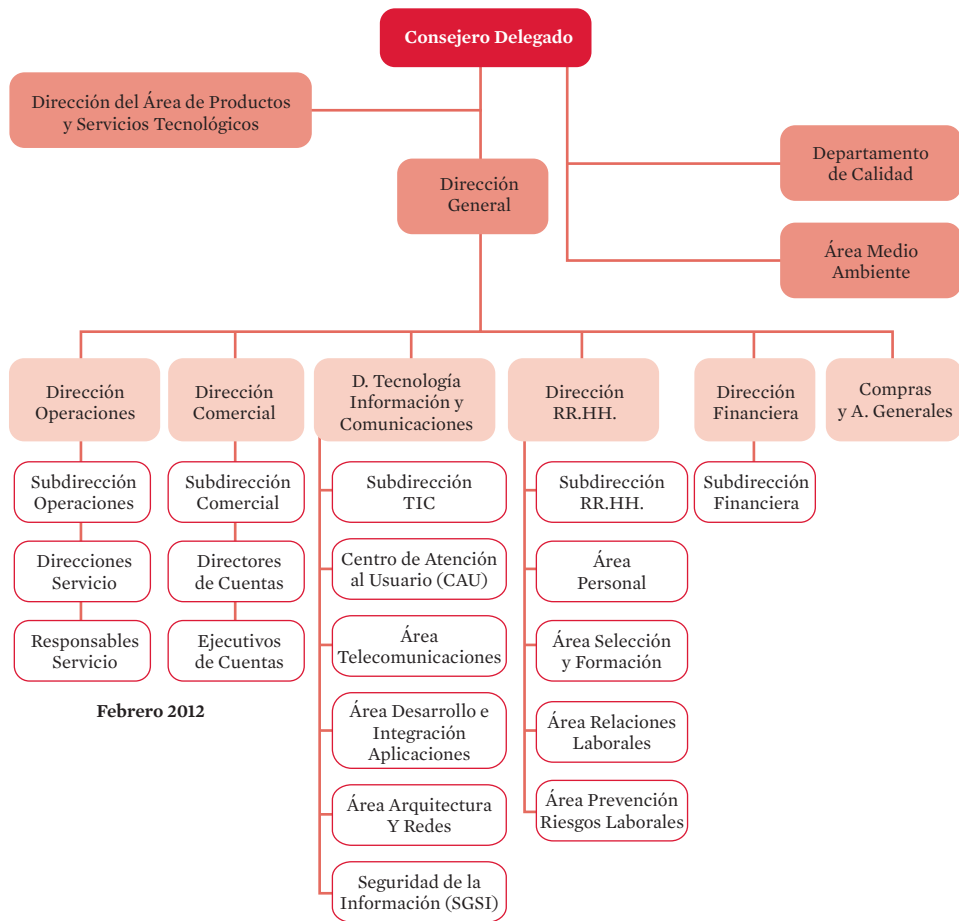 Consejero Delegado
Dirección del Área de Productos
y Servicios Tecnológicos
Departamento
de Calidad
Dirección
General
Área Medio
Ambiente
Dirección
Operaciones
Dirección
Comercial
D. Tecnología
Información y
Comunicaciones
Dirección
RR.HH.
Dirección
Financiera
Compras
y A. Generales
Subdirección
Operaciones
Direcciones
Servicio
Responsables
Servicio
Subdirección
Comercial
Directores
de Cuentas
Ejecutivos
de Cuentas
Subdirección
TIC
Centro de Atención
al Usuario (CAU)
Área
Telecomunicaciones
Área Desarrollo e
Integración
Aplicaciones
Área Arquitectura
Y Redes
Seguridad de la
Información (SGSI)
Subdirección
RR.HH.
Área
Personal
Área Selección
y Formación
Área Relaciones
Laborales
Área Prevención
Riesgos Laborales
Subdirección
Financiera
Febrero 2012